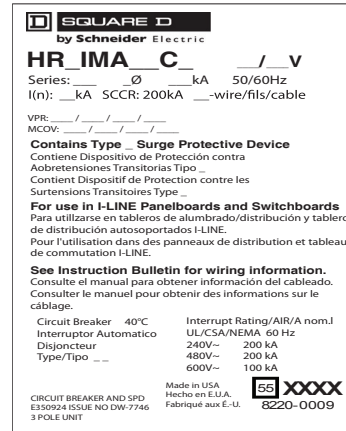 D SQUARE D
by Schneider Electric
HR_IMA__C_ __/__V
Series: ___ _Ø ___kA 50/60Hz
I(n): __kA SCCR: 200kA __-wire/fils/cable
VPR: ____ / ____ / ____ / ____
MCOV: ____ / ____ / ____ / ____
Contains Type _ Surge Protective Device
Contiene Dispositivo de Protección contra
Aobretensiones Transitorias Tipo _
Contient Dispositif de Protection contre les
Surtensions Transitoires Type _
For use in I-LINE Panelboards and Switchboards
Para utillzarse en tableros de alumbrado/distribución y tablero
de distribución autosoportados I-LINE.
Pour l'utilisation dans des panneaux de distribution et tableau
de commutation I-LINE.
See Instruction Bulletin for wiring information.
Consulte el manual para obtener información del cableado.
Consulter le manuel pour obtenir des informations sur le
câblage.
Circuit Breaker 40°C
Interruptor Automatico
Disjoncteur
Type/Tipo _ _
Interrupt Rating/AIR/A nom.I
UL/CSA/NEMA 60 Hz
240V~ 200 kA
480V~ 200 kA
600V~ 100 kA
CIRCUIT BREAKER AND SPD
E350924 ISSUE NO DW-7746
3 POLE UNIT
Made in USA
Hecho en E.U.A.
Fabriqué aux É.-U.
55 XXXX
8220-0009